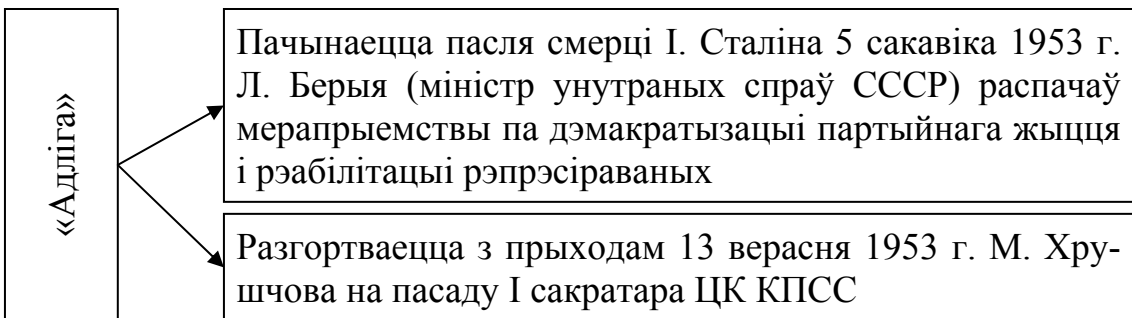 «Адліга»
Пачынаецца пасля смерці І. Сталіна 5 сакавіка 1953 г.
Л. Берыя (міністр унутраных спраў СССР) распачаў
мерапрыемствы па дэмакратызацыі партыйнага жыцця
і рэабілітацыі рэпрэсіраваных
Разгортваецца з прыходам 13 верасня 1953 г. М. Хру-
шчова на пасаду І сакратара ЦК КПСС